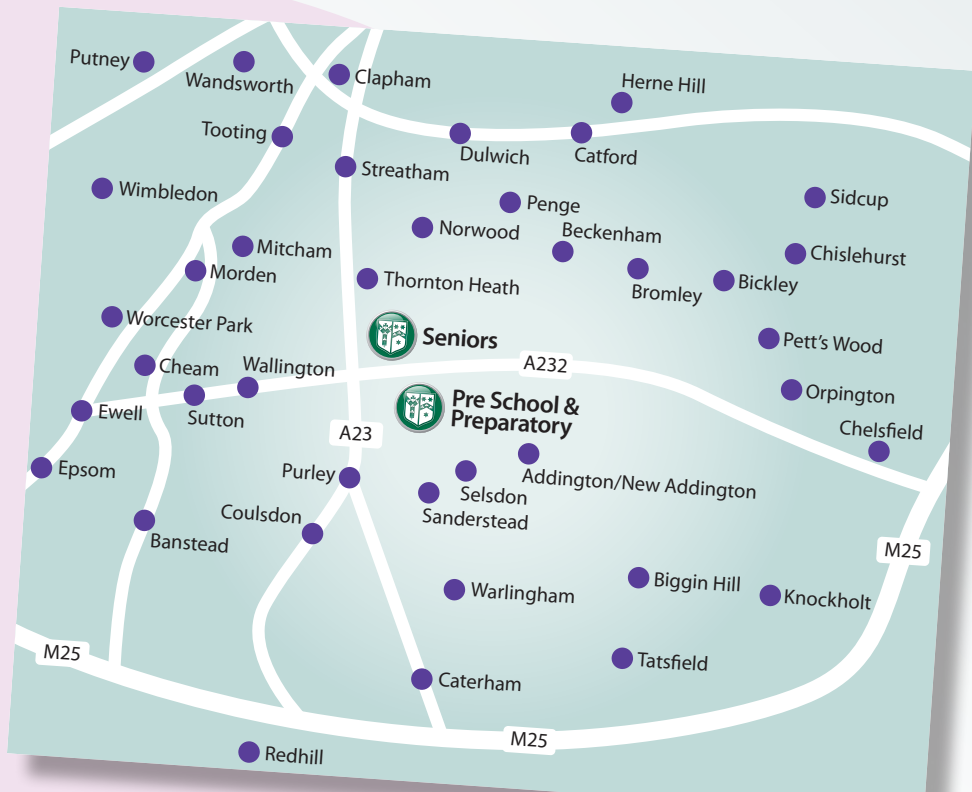 Putney
Wandsworth
Clapham
Herne Hill
Tooting
Dulwich
Catford
Streatham
Wimbledon
Penge
Sidcup
Norwood
Beckenham
Mitcham
Chislehurst
Morden
Thornton Heath
Bromley
Bickley
Worcester Park
Seniors
Pett's Wood
Cheam
Wallington
A232
Orpington
Ewell
Sutton
Pre School &
Preparatory
A23
Chelsfield
Epsom
Purley
Addington/New Addington
Selsdon
Sanderstead
Coulsdon
Banstead
M25
Warlingham
Biggin Hill
Knockholt
M25
Tatsfield
Caterham
M25
Redhill